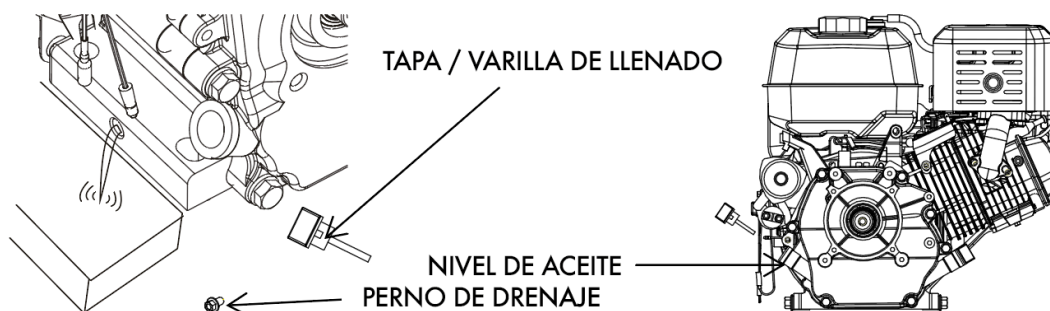 TAPA / VARILLA DE LLENADO
NIVEL DE ACEITE
PERNO DE DRENAJE